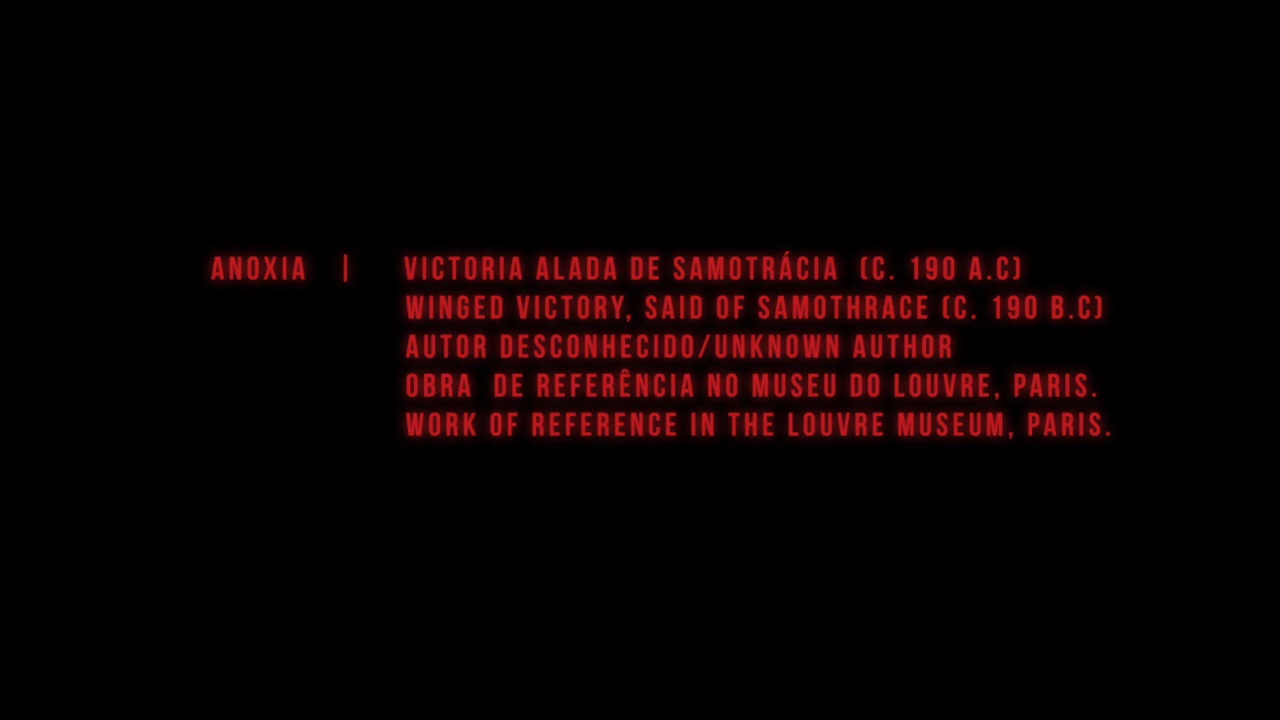 ANOXIA | VICTORIA ALADA DE SAMOTRÁCIA (C. 190 A.C)
WINGED VICTORY, SAID OF SAMOTHRACE (C. 190 B.C)
AUTOR DESCONHECIDO/UNKNOWN AUTHOR
OBRA DE REFERÊNCIA NO MUSEU DO LOUVRE, PARIS.
WORK OF REFERENCE IN THE LOUVRE MUSEUM, PARIS.